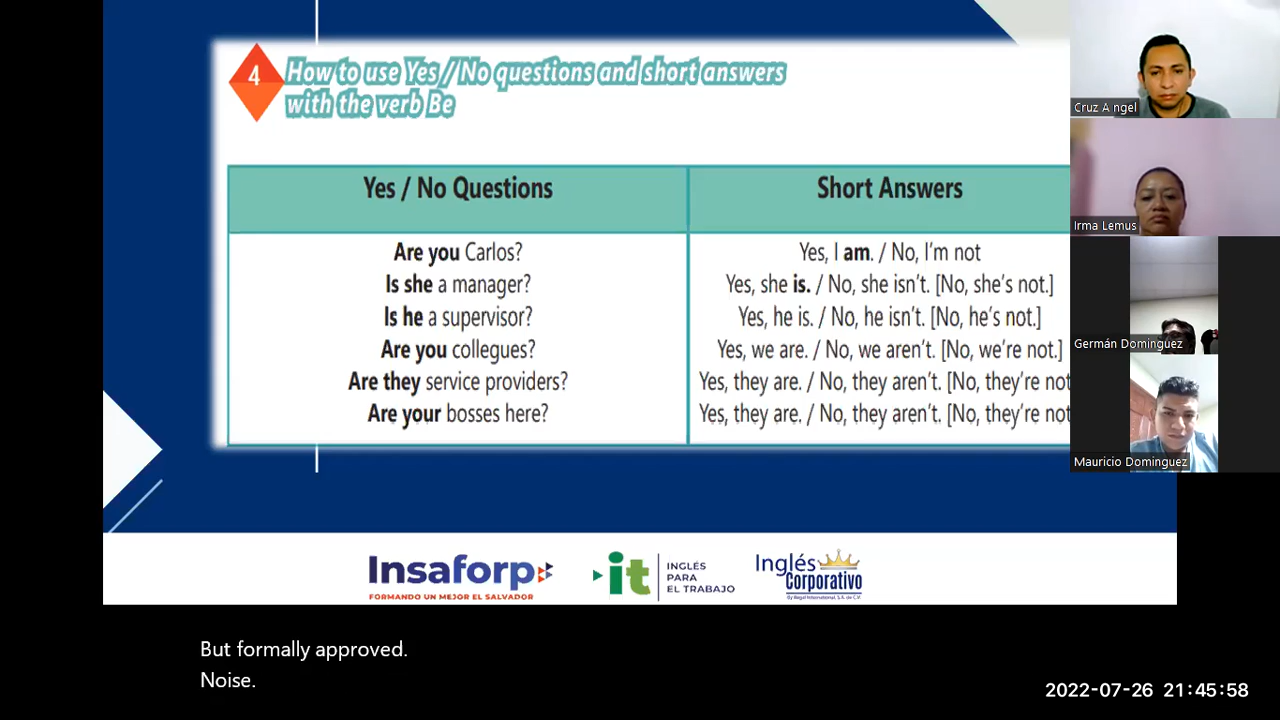 4
How to use Yes / No questions and short answers
with the verb Be
Yes / No Questions
Short Answers
Are you Carlos?
Yes, I am. / No, I'm not
Is she a manager?
Yes, she is. / No, she isn't. [No, she's not.]
Is he a supervisor?
Yes, he is. / No, he isn't. [No, he's not.]
Are you collegues?
Yes, we are. / No, we aren't. [No, we're not.]
Are they service providers?
Yes, they are. / No, they aren't. [No, they're not
Are your bosses here?
Yes, they are. / No, they aren't. [No, they're not
Cruz Angel
Irma Lemus
Germán Dominguez
Mauricio Dominguez
Insaforp
FORMANDO UN MEJOR EL SALVADOR
it
INGLÉS
PARA
EL TRABAJO
Inglés
Corporativo
But formally approved.
Noise.
2022-07-26 21:45:58